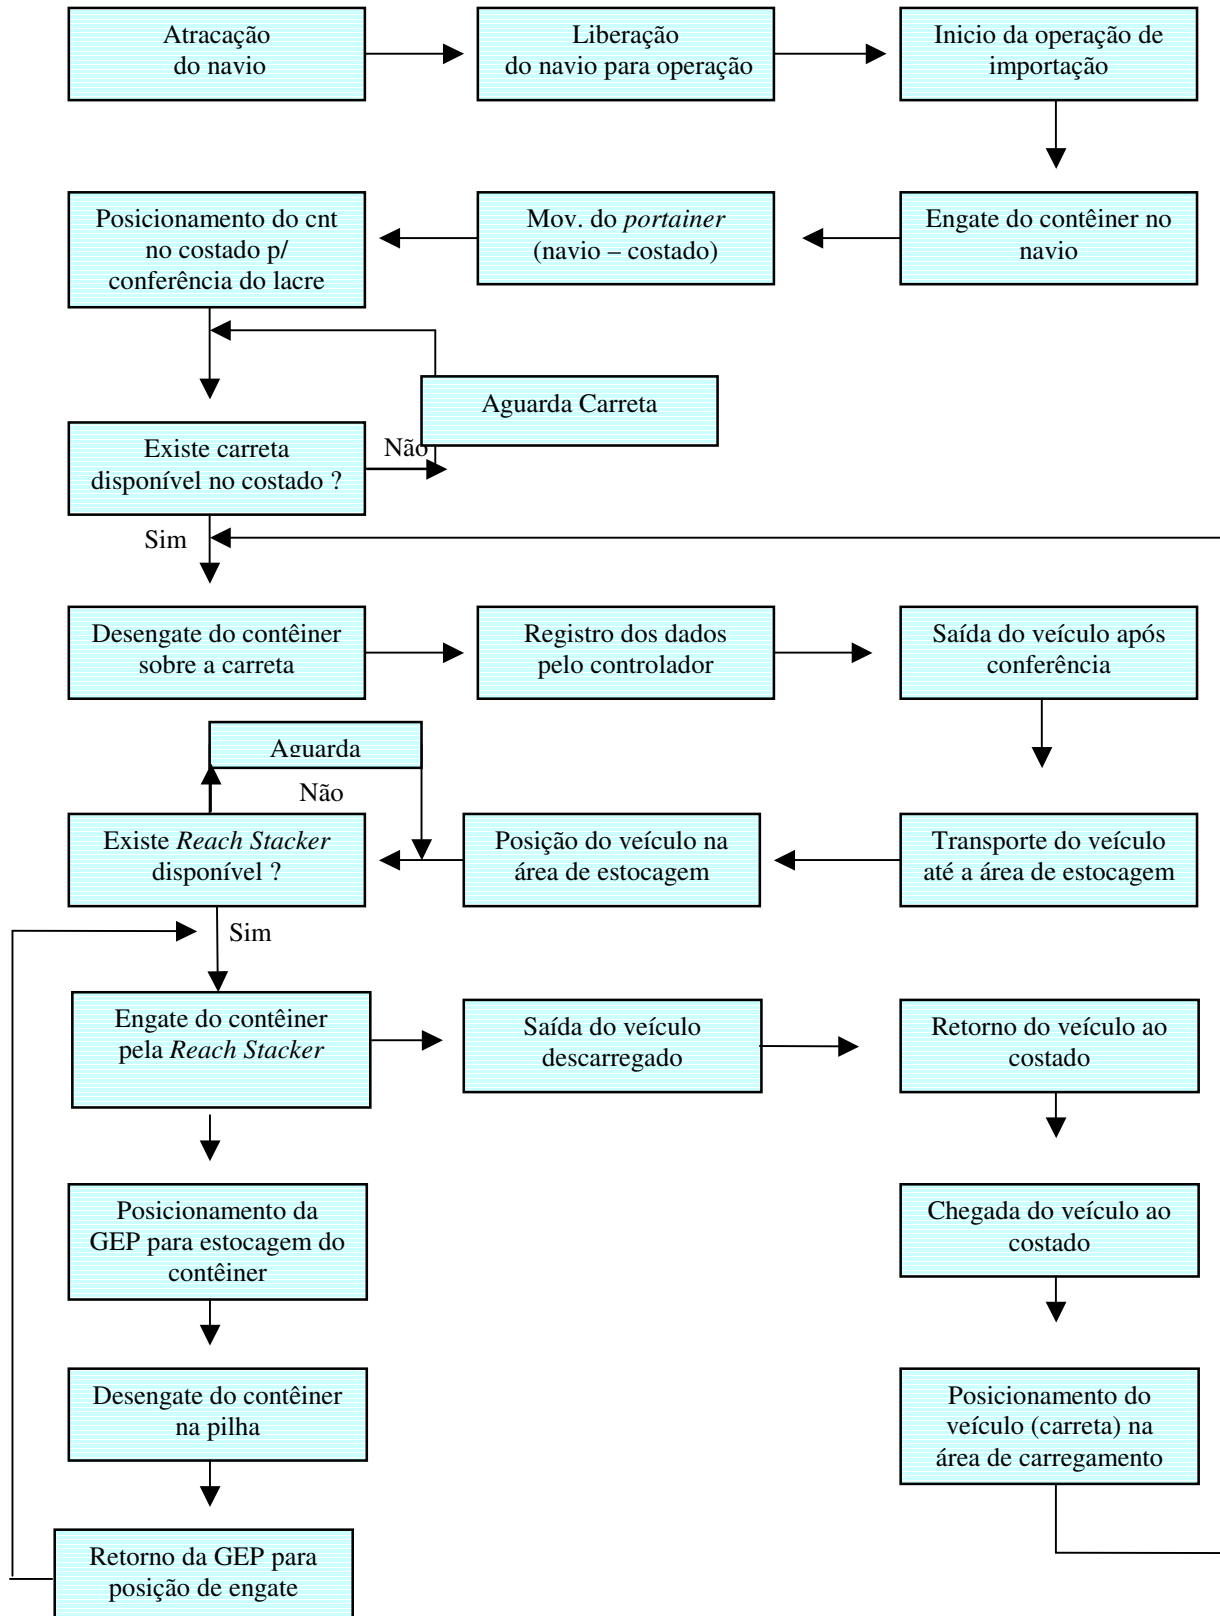 Atracação
do navio
Liberação
do navio para operação
Inicio da operação de
importação
Posicionamento do cnt
no costado p/
conferência do lacre
Mov. do portainer
(navio – costado)
Engate do contêiner no
navio
Aguarda Carreta
Existe carreta
disponível no costado ?
Não
Sim
Desengate do contêiner
sobre a carreta
Registro dos dados
pelo controlador
Saída do veículo após
conferência
Aguarda
Não
Existe Reach Stacker
disponível ?
Posição do veículo na
área de estocagem
Transporte do veículo
até a área de estocagem
Sim
Engate do contêiner
pela Reach Stacker
Saída do veículo
descarregado
Retorno do veículo ao
costado
Posicionamento da
GEP para estocagem do
contêiner
Chegada do veículo ao
costado
Desengate do contêiner
na pilha
Posicionamento do
veículo (carreta) na
área de carregamento
Retorno da GEP para
posição de engate